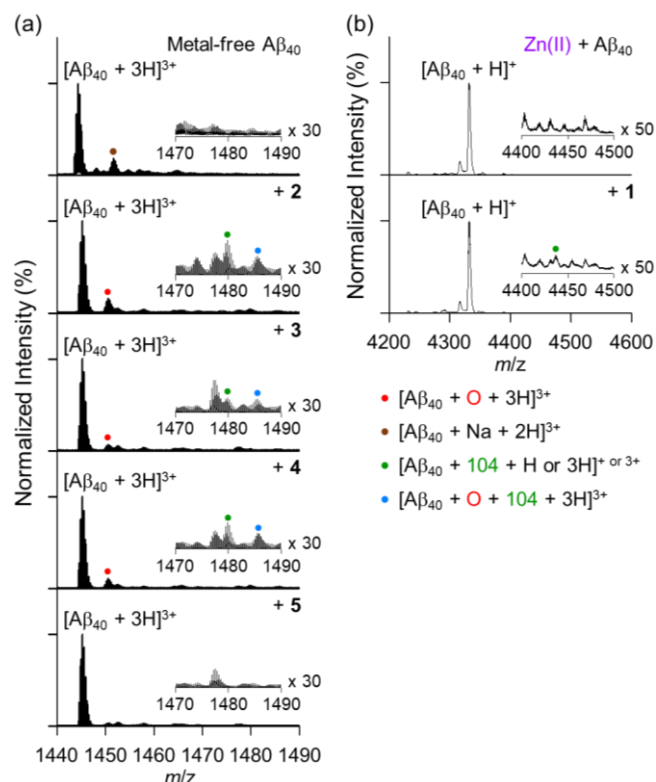 (a)
Metal-free Aβ₄₀
Normalized Intensity (%)
[Aβ₄₀ + 3H]³⁺
x 30
1470 1480 1490
+ 2
[Aβ₄₀ + 3H]³⁺
x 30
1470 1480 1490
+ 3
[Aβ₄₀ + 3H]³⁺
x 30
1470 1480 1490
+ 4
[Aβ₄₀ + 3H]³⁺
x 30
1470 1480 1490
+ 5
[Aβ₄₀ + 3H]³⁺
x 30
1470 1480 1490
1440 1450 1460 1470 1480 1490
m/z
(b)
Zn(II) + Aβ₄₀
Normalized Intensity (%)
[Aβ₄₀ + H]⁺
x 50
4400 4450 4500
+ 1
[Aβ₄₀ + H]⁺
x 50
4400 4450 4500
4200 4300 4400 4500 4600
m/z
[Aβ₄₀ + O + 3H]³⁺
[Aβ₄₀ + Na + 2H]³⁺
[Aβ₄₀ + 104 + H or 3H]⁺ ᵒʳ ³⁺
[Aβ₄₀ + O + 104 + 3H]³⁺